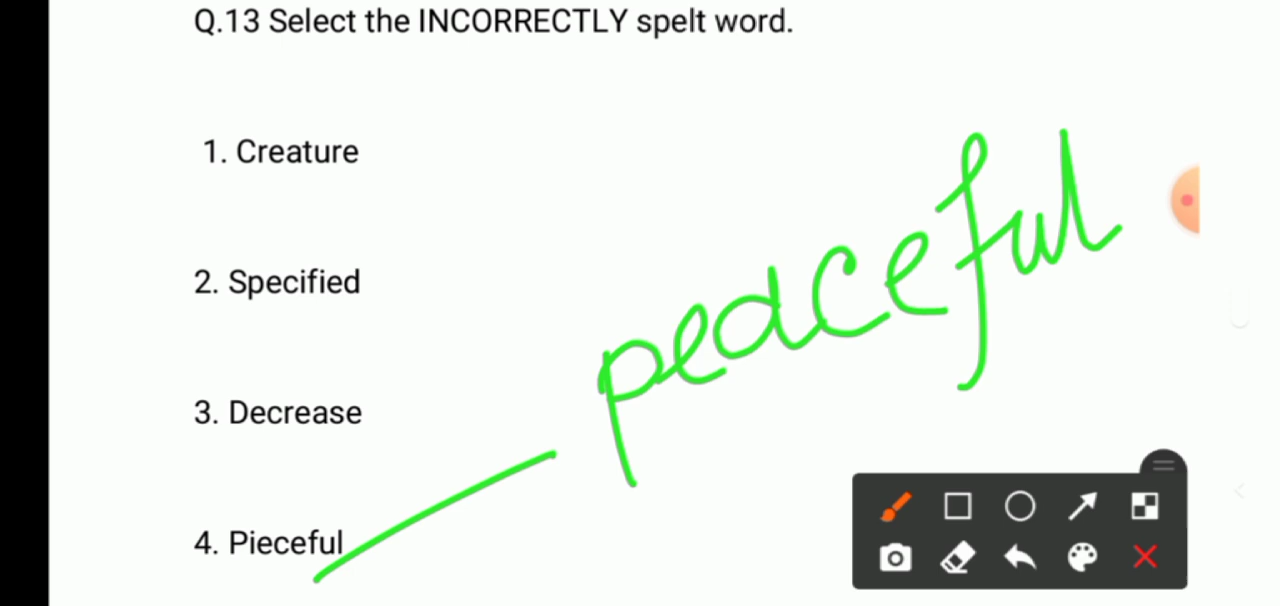 Q.13 Select the INCORRECTLY spelt word.
1. Creature
2. Specified
peaceful
3. Decrease
4. Pieceful